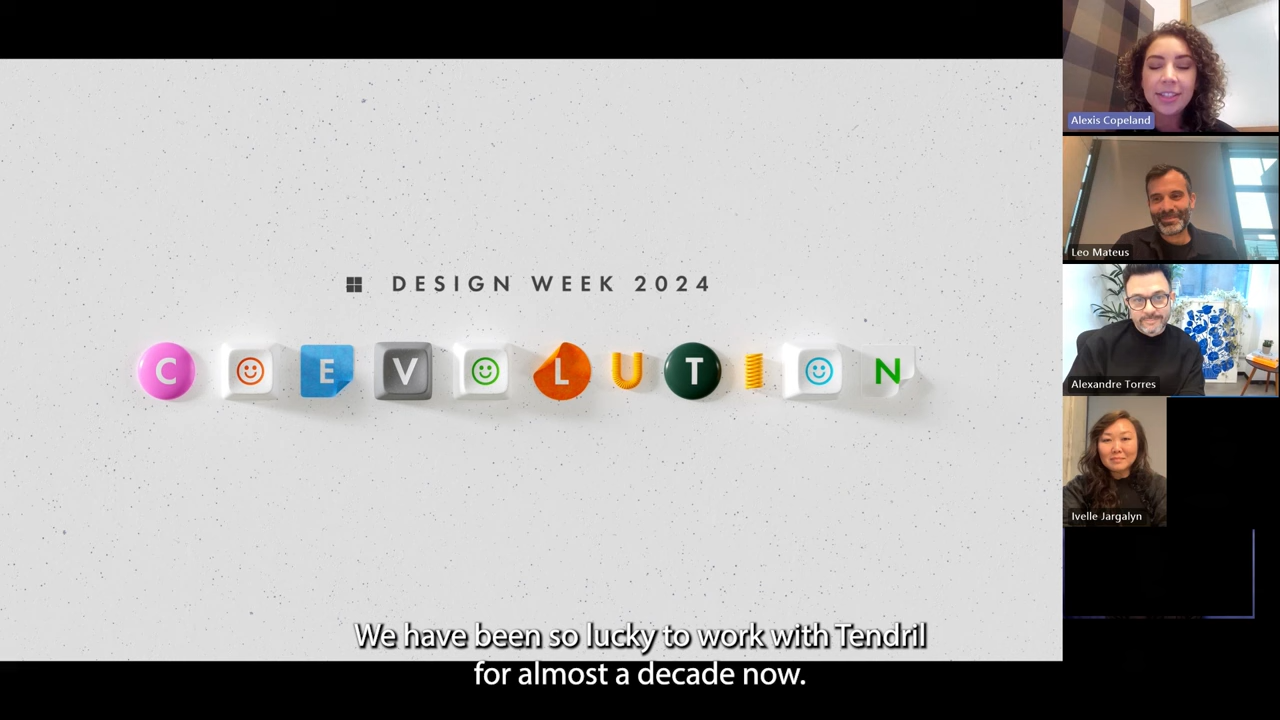 DESIGN WEEK 2024
C E V L U T I N
We have been so lucky to work with Tendril
for almost a decade now.
Alexis Copeland
Leo Mateus
Alexandre Torres
Ivelle Jargalyn